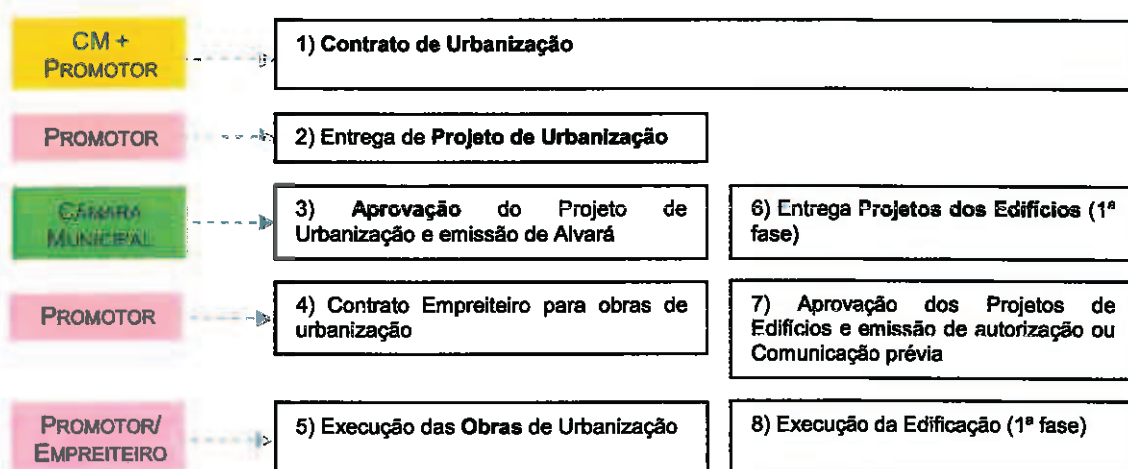 CM +
PROMOTOR
1) Contrato de Urbanização
PROMOTOR
2) Entrega de Projeto de Urbanização
CÂMARA
MUNICIPAL
3) Aprovação do Projeto de
Urbanização e emissão de Alvará
6) Entrega Projetos dos Edifícios (1ª
fase)
PROMOTOR
4) Contrato Empreiteiro para obras de
urbanização
7) Aprovação dos Projetos de
Edifícios e emissão de autorização ou
Comunicação prévia
PROMOTOR/
EMPREITEIRO
5) Execução das Obras de Urbanização
8) Execução da Edificação (1ª fase)